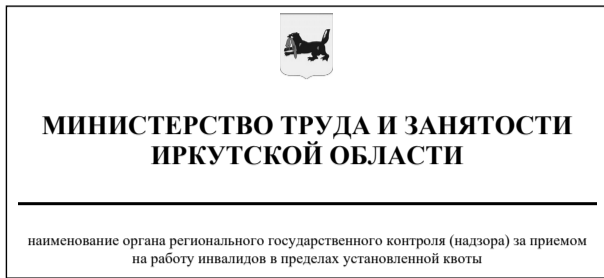 МИНИСТЕРСТВО ТРУДА И ЗАНЯТОСТИ
ИРКУТСКОЙ ОБЛАСТИ
наименование органа регионального государственного контроля (надзора) за приемом
на работу инвалидов в пределах установленной квоты